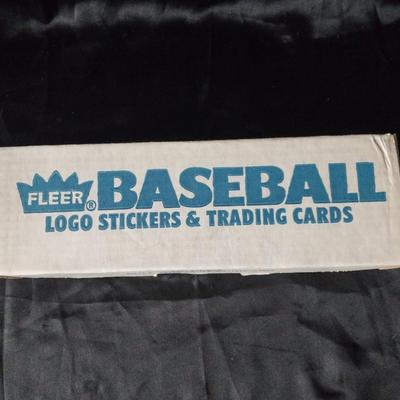 FLEER® BASEBALL
LOGO STICKERS & TRADING CARDS